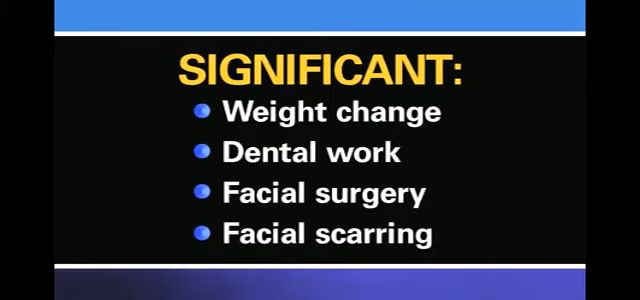 SIGNIFICANT:
Weight change
Dental work
Facial surgery
Facial scarring